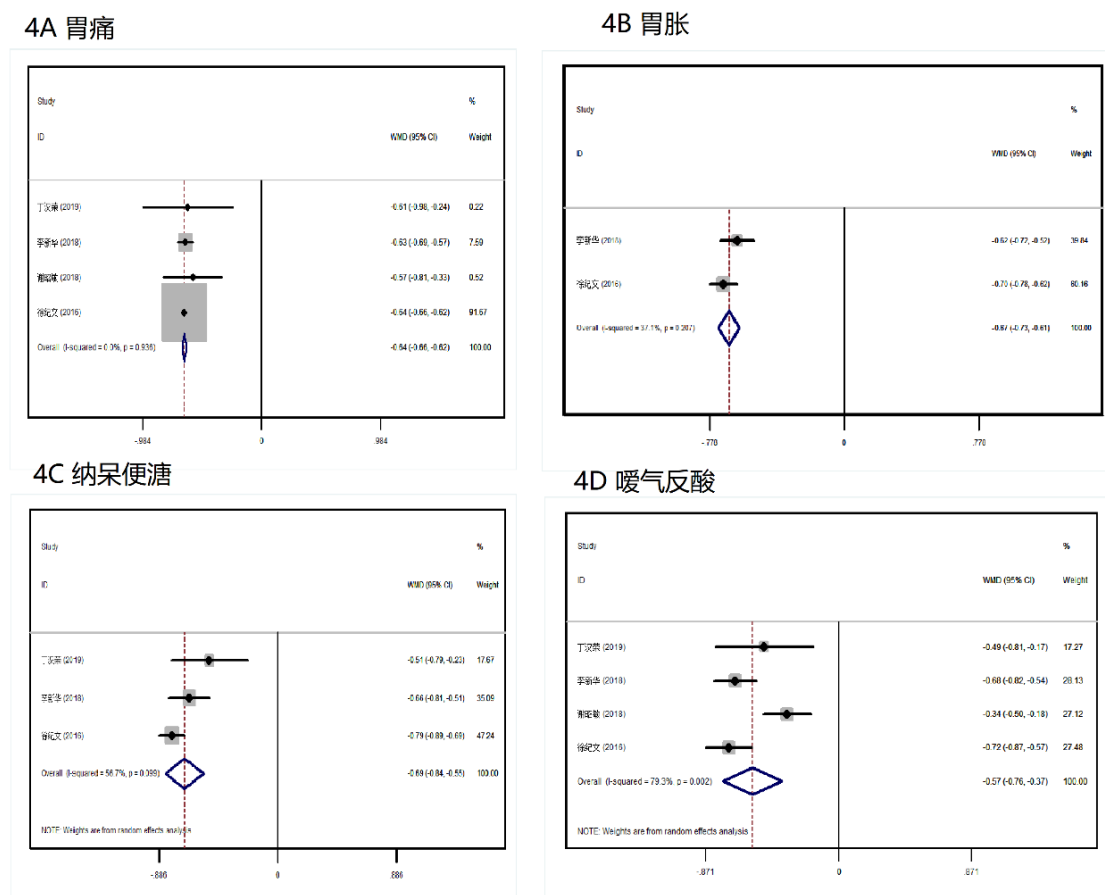 4A 胃痛
Study %
ID WMD (95% CI) Weight
丁汉荣 (2019) -0.61 (-0.98, -0.24) 0.22
李新华 (2018) -0.63 (-0.69, -0.57) 7.59
谢昭敏 (2018) -0.57 (-0.81, -0.33) 0.52
徐纪文 (2016) -0.64 (-0.66, -0.62) 91.67
Overall (I-squared = 0.0%, p = 0.936) -0.64 (-0.66, -0.62) 100.00
-.984 0 .984
4B 胃胀
Study %
ID WMD (95% CI) Weight
李新华 (2018) -0.62 (-0.72, -0.52) 39.84
徐纪文 (2016) -0.70 (-0.78, -0.62) 60.16
Overall (I-squared = 37.1%, p = 0.207) -0.67 (-0.73, -0.61) 100.00
-.778 0 .778
4C 纳呆便溏
Study %
ID WMD (95% CI) Weight
丁汉荣 (2019) -0.51 (-0.79, -0.23) 17.67
李新华 (2018) -0.66 (-0.81, -0.51) 35.09
徐纪文 (2016) -0.79 (-0.89, -0.69) 47.24
Overall (I-squared = 56.7%, p = 0.099) -0.69 (-0.84, -0.55) 100.00
NOTE: Weights are from random effects analysis
-.886 0 .886
4D 嗳气反酸
Study %
ID WMD (95% CI) Weight
丁汉荣 (2019) -0.49 (-0.81, -0.17) 17.27
李新华 (2018) -0.68 (-0.82, -0.54) 28.13
谢昭敏 (2018) -0.34 (-0.50, -0.18) 27.12
徐纪文 (2016) -0.72 (-0.87, -0.57) 27.48
Overall (I-squared = 79.3%, p = 0.002) -0.57 (-0.76, -0.37) 100.00
NOTE: Weights are from random effects analysis
-.871 0 .871